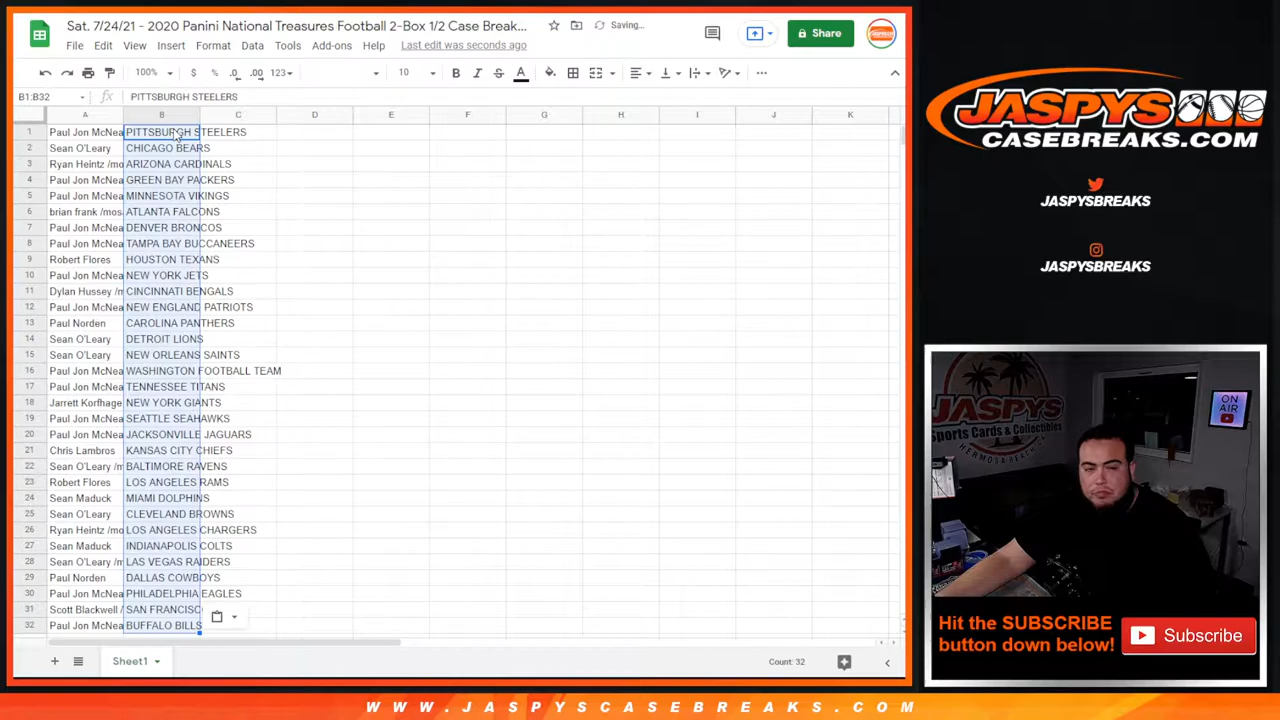 Sat. 7/24/21 - 2020 Panini National Treasures Football 2-Box 1/2 Case Break...
Saving...
File Edit View Insert Format Data Tools Add-ons Help Last edit was seconds ago
Share
100% $ % .0 .00 123 10 B I S A
B1:B32 fx PITTSBURGH STEELERS
A B C D E F G H I J K
1 Paul Jon McNea PITTSBURGH STEELERS
2 Sean O'Leary CHICAGO BEARS
3 Ryan Heintz /mo ARIZONA CARDINALS
4 Paul Jon McNea GREEN BAY PACKERS
5 Paul Jon McNea MINNESOTA VIKINGS
6 brian frank /mos ATLANTA FALCONS
7 Paul Jon McNea DENVER BRONCOS
8 Paul Jon McNea TAMPA BAY BUCCANEERS
9 Robert Flores HOUSTON TEXANS
10 Paul Jon McNea NEW YORK JETS
11 Dylan Hussey /m CINCINNATI BENGALS
12 Paul Jon McNea NEW ENGLAND PATRIOTS
13 Paul Norden CAROLINA PANTHERS
14 Sean O'Leary DETROIT LIONS
15 Sean O'Leary NEW ORLEANS SAINTS
16 Paul Jon McNea WASHINGTON FOOTBALL TEAM
17 Paul Jon McNea TENNESSEE TITANS
18 Jarrett Korfhage NEW YORK GIANTS
19 Paul Jon McNea SEATTLE SEAHAWKS
20 Paul Jon McNea JACKSONVILLE JAGUARS
21 Chris Lambros KANSAS CITY CHIEFS
22 Sean O'Leary /m BALTIMORE RAVENS
23 Robert Flores LOS ANGELES RAMS
24 Sean Maduck MIAMI DOLPHINS
25 Sean O'Leary CLEVELAND BROWNS
26 Ryan Heintz /mo LOS ANGELES CHARGERS
27 Sean Maduck INDIANAPOLIS COLTS
28 Sean O'Leary /m LAS VEGAS RAIDERS
29 Paul Norden DALLAS COWBOYS
30 Paul Jon McNea PHILADELPHIA EAGLES
31 Scott Blackwell / SAN FRANCISC
32 Paul Jon McNea BUFFALO BILLS
Sheet1
Count: 32
JASPYS
CASEBREAKS.COM
JASPYSBREAKS
JASPYSBREAKS
JASPYS
Sports Cards & Collectibles
HERMOSA BEACH
ON AIR
Hit the SUBSCRIBE
button down below!
Subscribe
WWW.JASPYSCASEBREAKS.COM